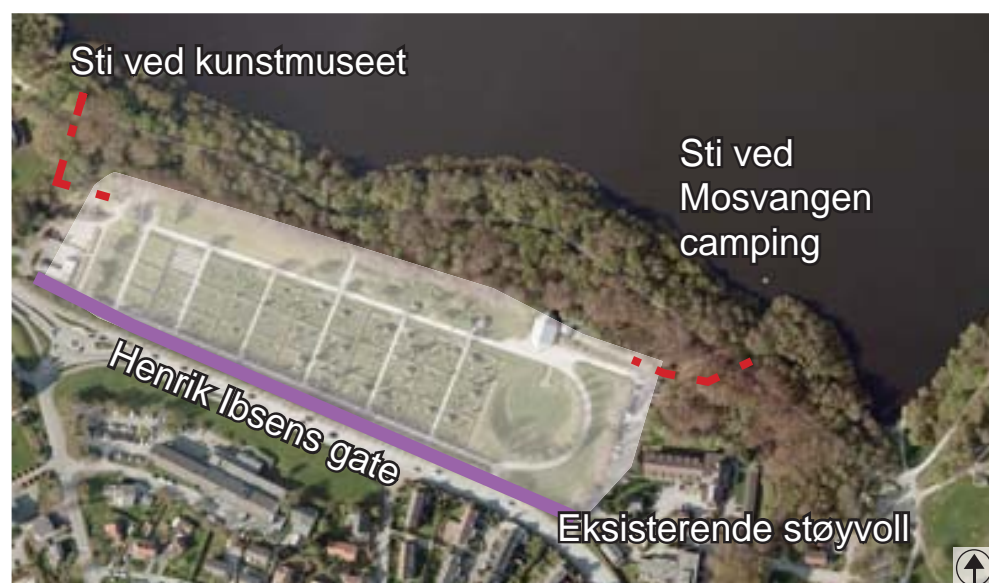 Sti ved kunstmuseet
Sti ved
Mosvangen
camping
Henrik Ibsens gate
Eksisterende støyvoll